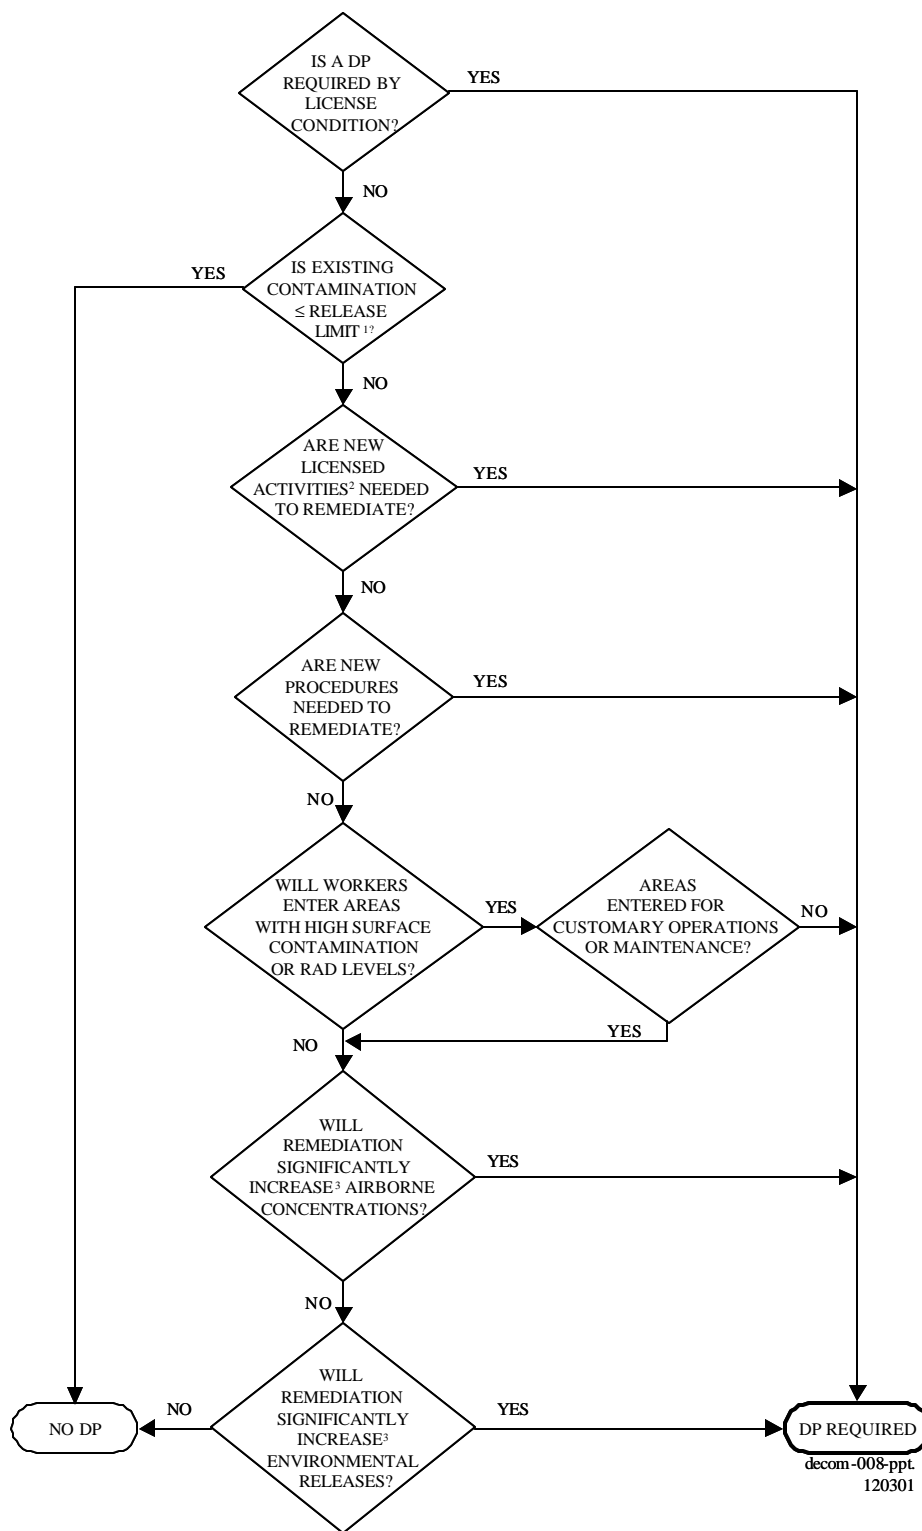 IS A DP
REQUIRED BY
LICENSE
CONDITION?
YES
NO
YES
IS EXISTING
CONTAMINATION
≤ RELEASE
LIMIT ¹?
NO
ARE NEW
LICENSED
ACTIVITIES² NEEDED
TO REMEDIATE?
YES
NO
ARE NEW
PROCEDURES
NEEDED TO
REMEDIATE?
YES
NO
WILL WORKERS
ENTER AREAS
WITH HIGH SURFACE
CONTAMINATION
OR RAD LEVELS?
YES
AREAS
ENTERED FOR
CUSTOMARY OPERATIONS
OR MAINTENANCE?
NO
YES
NO
WILL
REMEDIATION
SIGNIFICANTLY
INCREASE³ AIRBORNE
CONCENTRATIONS?
YES
NO
WILL
REMEDIATION
SIGNIFICANTLY
INCREASE³
ENVIRONMENTAL
RELEASES?
NO
YES
NO DP
DP REQUIRED
decom-008-ppt.
120301